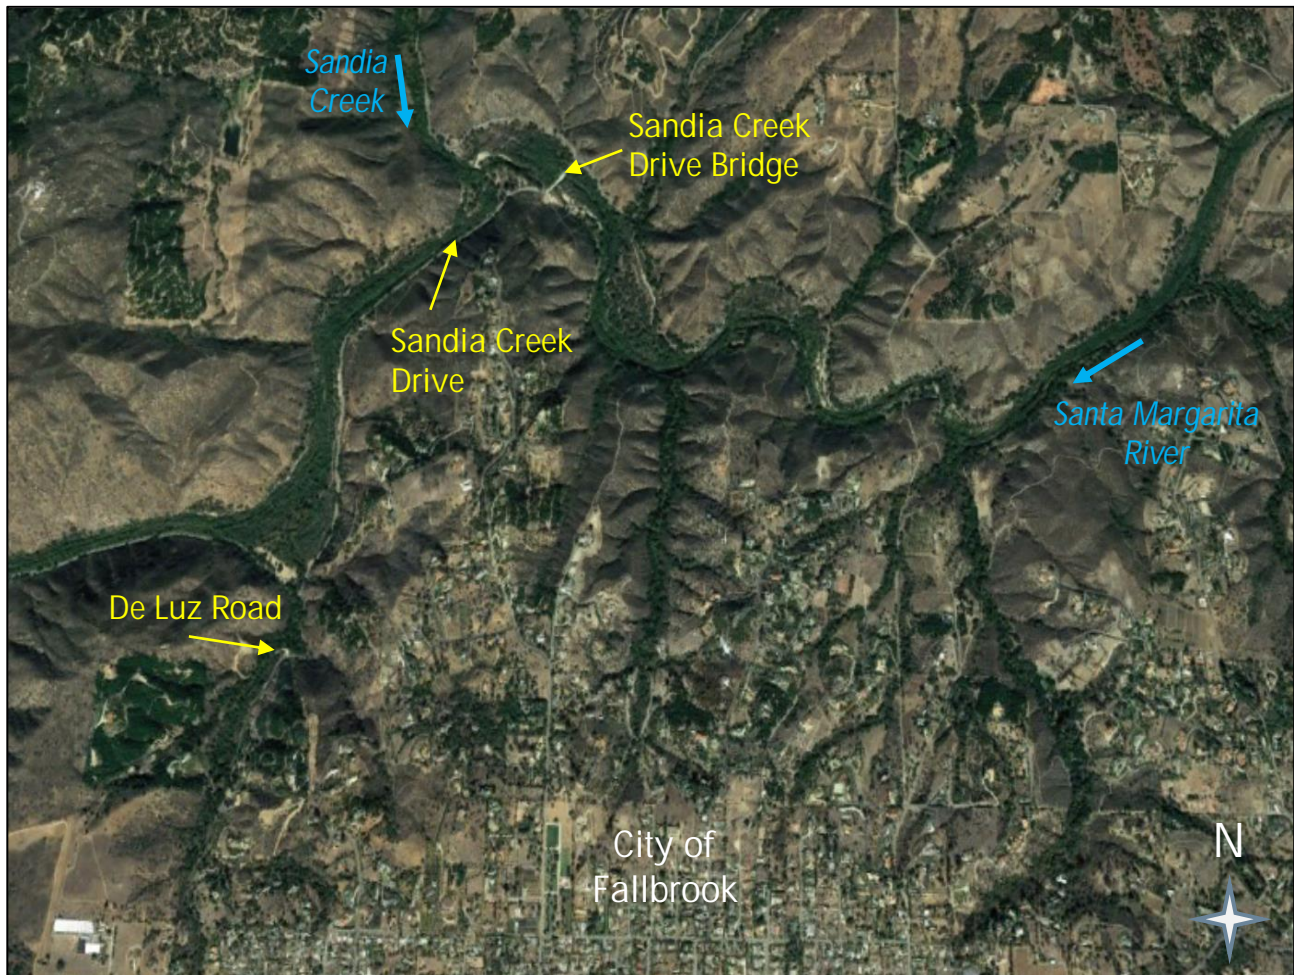 Sandia
Creek
Sandia Creek
Drive Bridge
Sandia Creek
Drive
Santa Margarita
River
De Luz Road
City of
Fallbrook
N